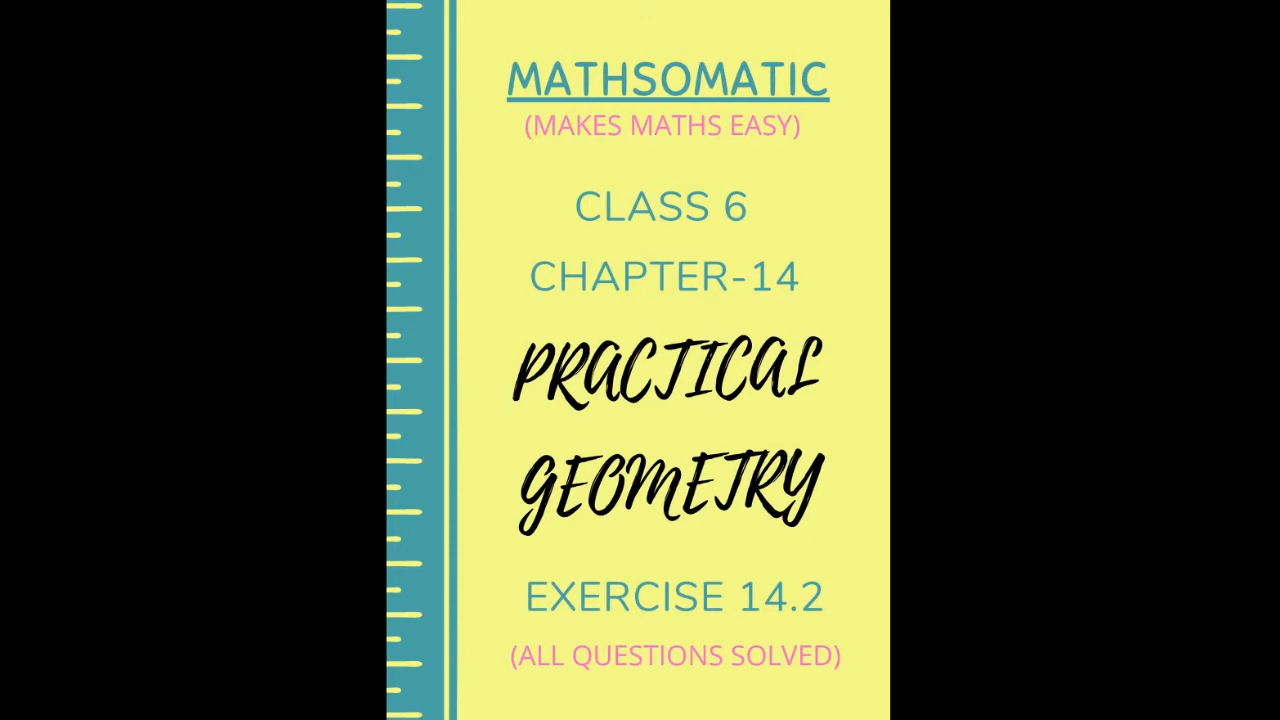 MATHSOMATIC
(MAKES MATHS EASY)
CLASS 6
CHAPTER-14
PRACTICAL
GEOMETRY
EXERCISE 14.2
(ALL QUESTIONS SOLVED)